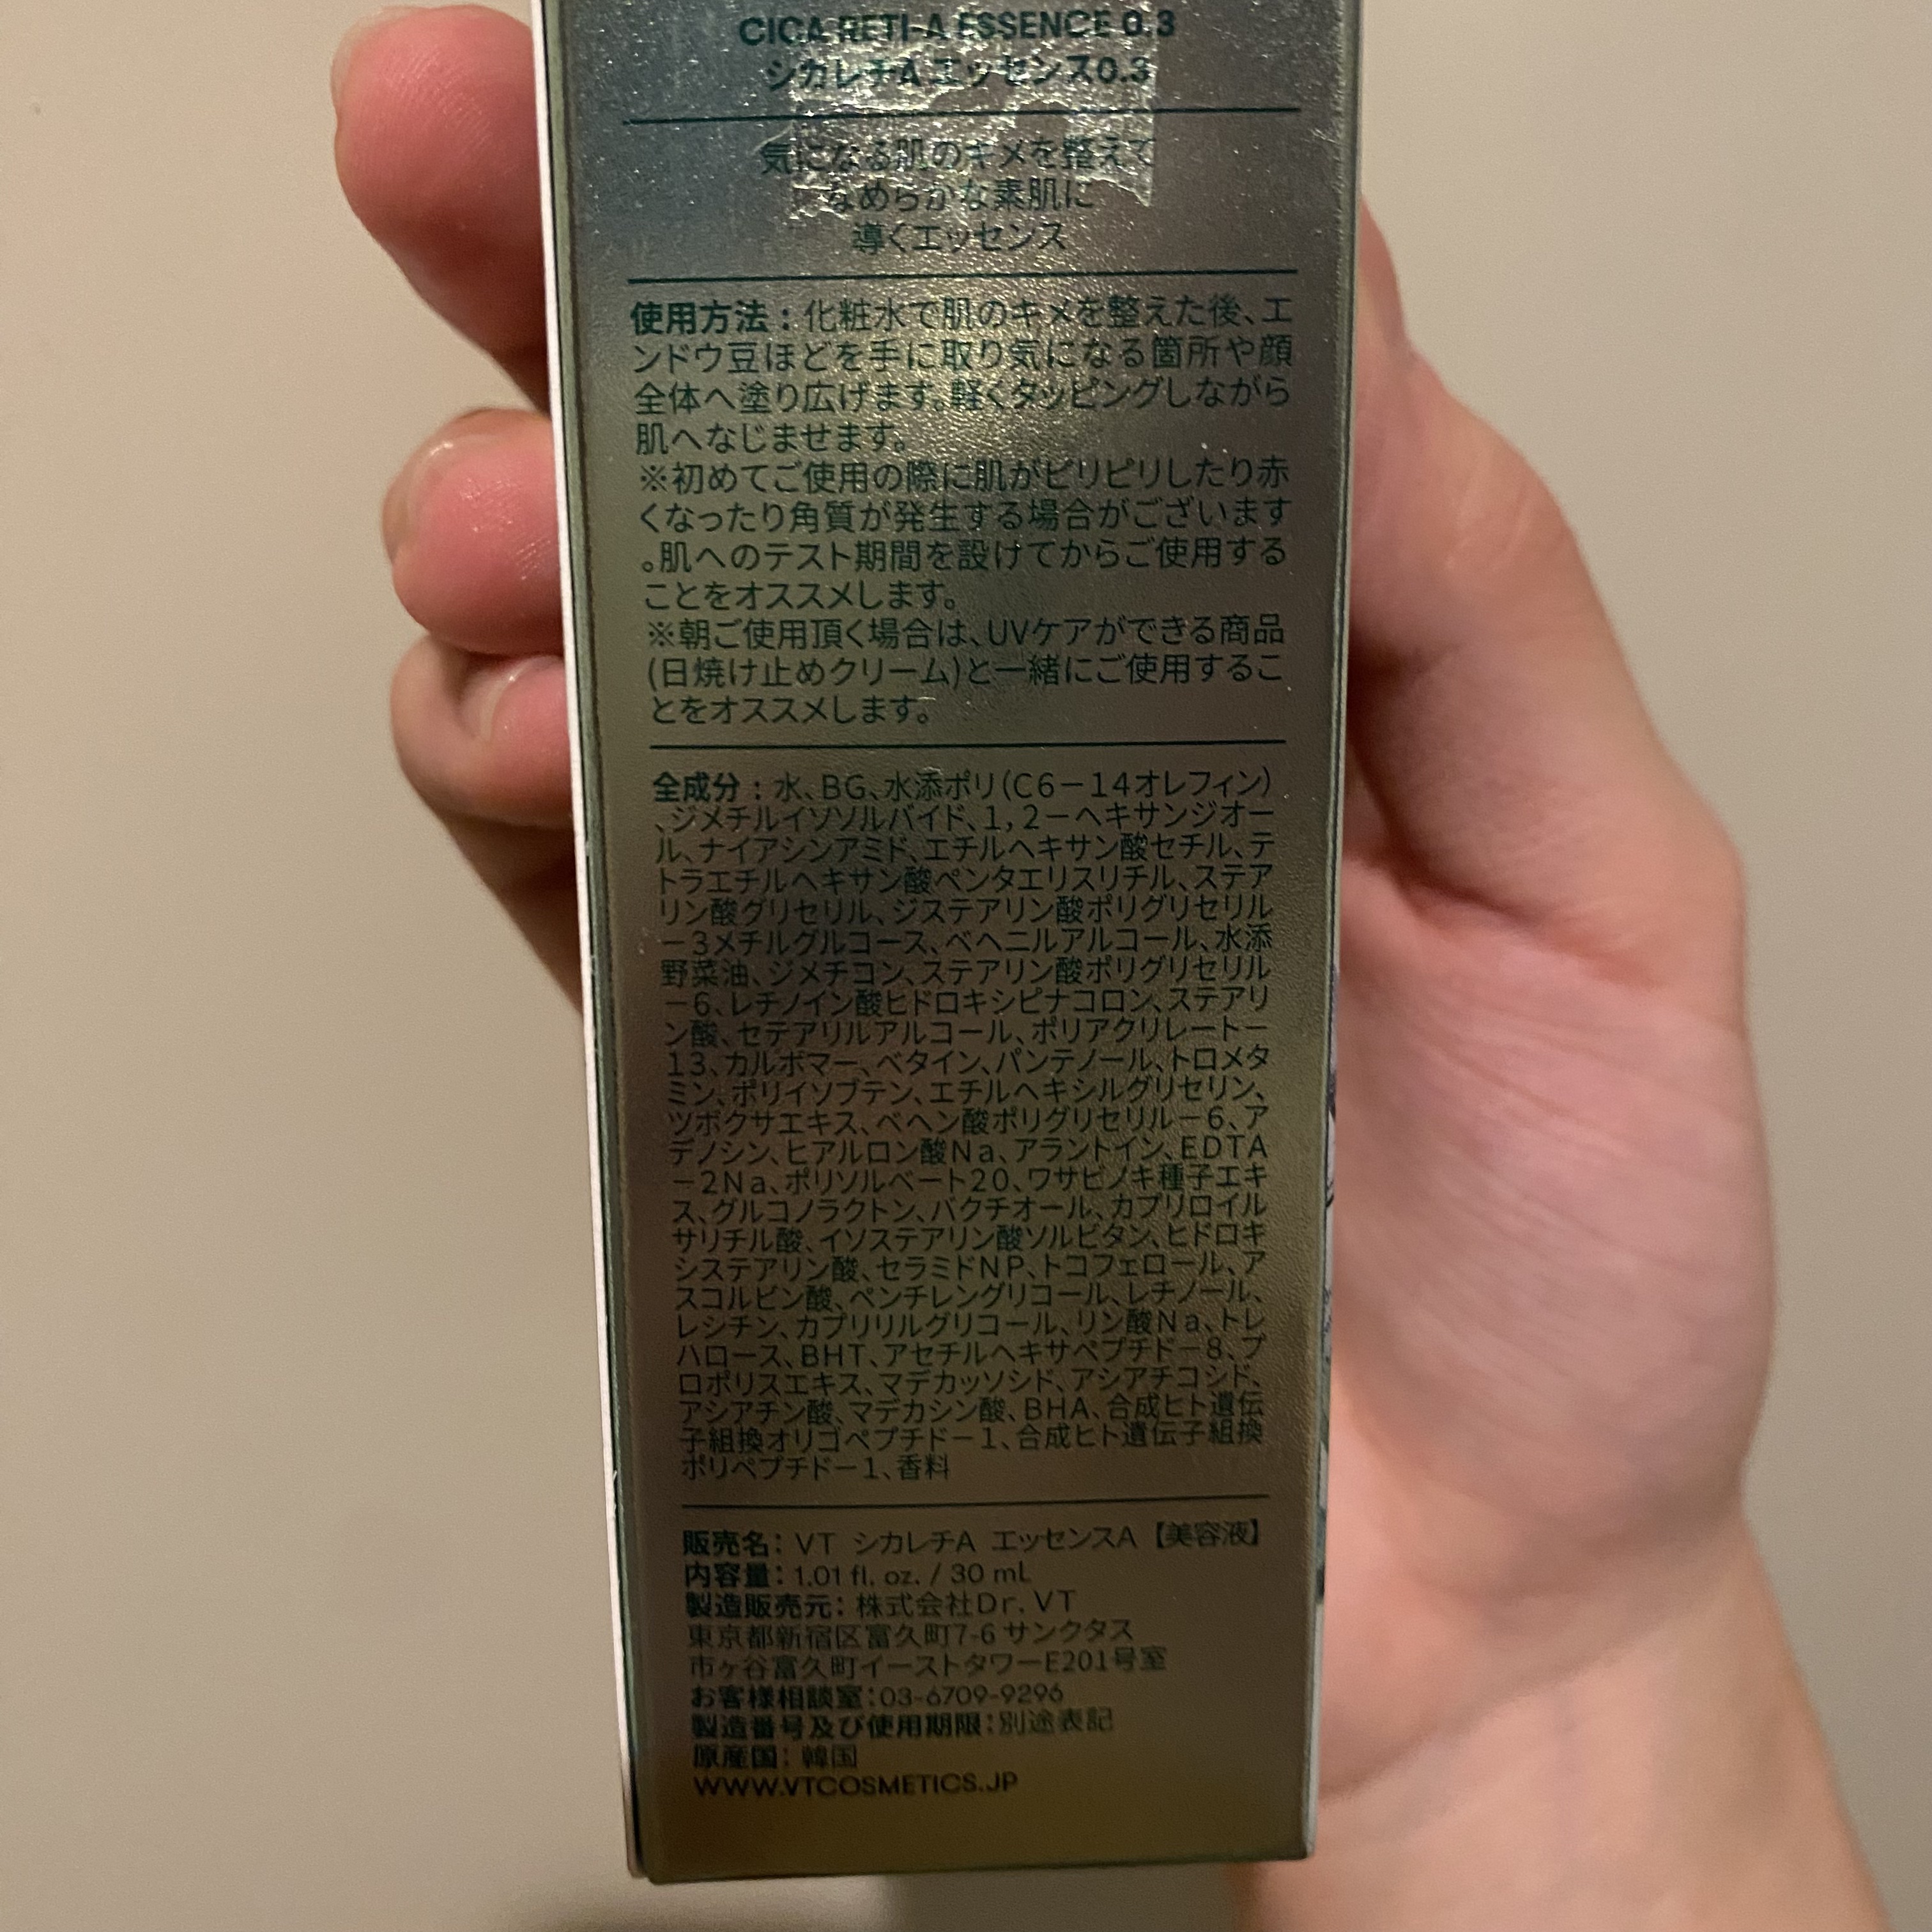 CICA RETI-A ESSENCE 0.3
シカレチA エッセンス0.3
気になる肌のキメを整えて
なめらかな素肌に
導くエッセンス
使用方法：化粧水で肌のキメを整えた後、エ
ンドウ豆ほどを手に取り気になる箇所や顔
全体へ塗り広げます。軽くタッピングしながら
肌へなじませます。
※初めてご使用の際に肌がピリピリしたり赤
くなったり角質が発生する場合がございます
。肌へのテスト期間を設けてからご使用する
ことをオススメします。
※朝ご使用頂く場合は、UVケアができる商品
(日焼け止めクリーム)と一緒にご使用するこ
とをオススメします。
全成分：水、BG、水添ポリ(C6－14オレフィン)
、ジメチルイソソルバイド、1,2－ヘキサンジオー
ル、ナイアシンアミド、エチルヘキサン酸セチル、テ
トラエチルヘキサン酸ペンタエリスリチル、ステア
リン酸グリセリル、ジステアリン酸ポリグリセリル
－3メチルグルコース、ベヘニルアルコール、水添
野菜油、ジメチコン、ステアリン酸ポリグリセリル
－6、レチノイン酸ヒドロキシピナコロン、ステアリ
ン酸、セテアリルアルコール、ポリアクリレートー
13、カルボマー、ベタイン、パンテノール、トロメタ
ミン、ポリイソブテン、エチルヘキシルグリセリン、
ツボクサエキス、ベヘン酸ポリグリセリル－6、ア
デノシン、ヒアルロン酸Na、アラントイン、EDTA
－2Na、ポリソルベート20、ワサビノキ種子エキ
ス、グルコノラクトン、バクチオール、カプリロイル
サリチル酸、イソステアリン酸ソルビタン、ヒドロキ
システアリン酸、セラミドNP、トコフェロール、ア
スコルビン酸、ペンチレングリコール、レチノール、
レシチン、カプリリルグリコール、リン酸Na、トレ
ハロース、BHT、アセチルヘキサペプチド－8、プ
ロポリスエキス、マデカッソシド、アシアチコシド、
アシアチン酸、マデカシン酸、BHA、合成ヒト遺伝
子組換オリゴペプチド－1、合成ヒト遺伝子組換
ポリペプチド－1、香料
販売名：VT シカレチA エッセンスA【美容液】
内容量：1.01 fl. oz. / 30 mL
製造販売元：株式会社Dr. VT
東京都新宿区富久町7-6 サンクタス
市ヶ谷富久町イーストタワーE201号室
お客様相談室：03-6709-9296
製造番号及び使用期限：別途表記
原産国：韓国
WWW.VTCOSMETICS.JP